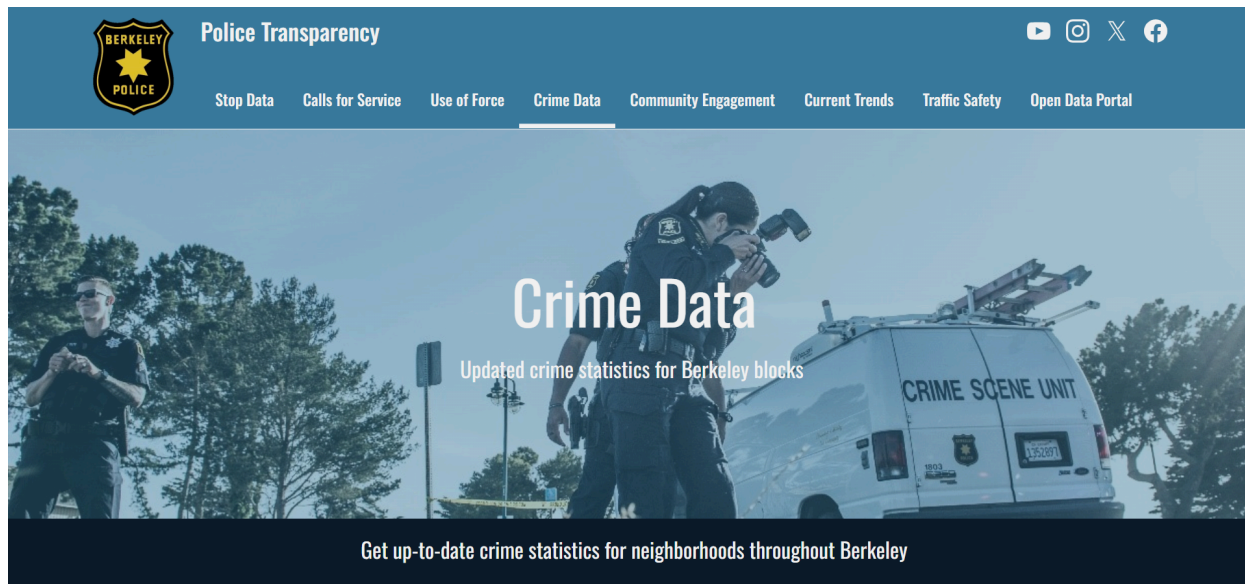 BERKELEY
POLICE
Police Transparency
Stop Data Calls for Service Use of Force Crime Data Community Engagement Current Trends Traffic Safety Open Data Portal
Crime Data
Updated crime statistics for Berkeley blocks
CRIME SCENE UNIT
1803
1352897
Get up-to-date crime statistics for neighborhoods throughout Berkeley